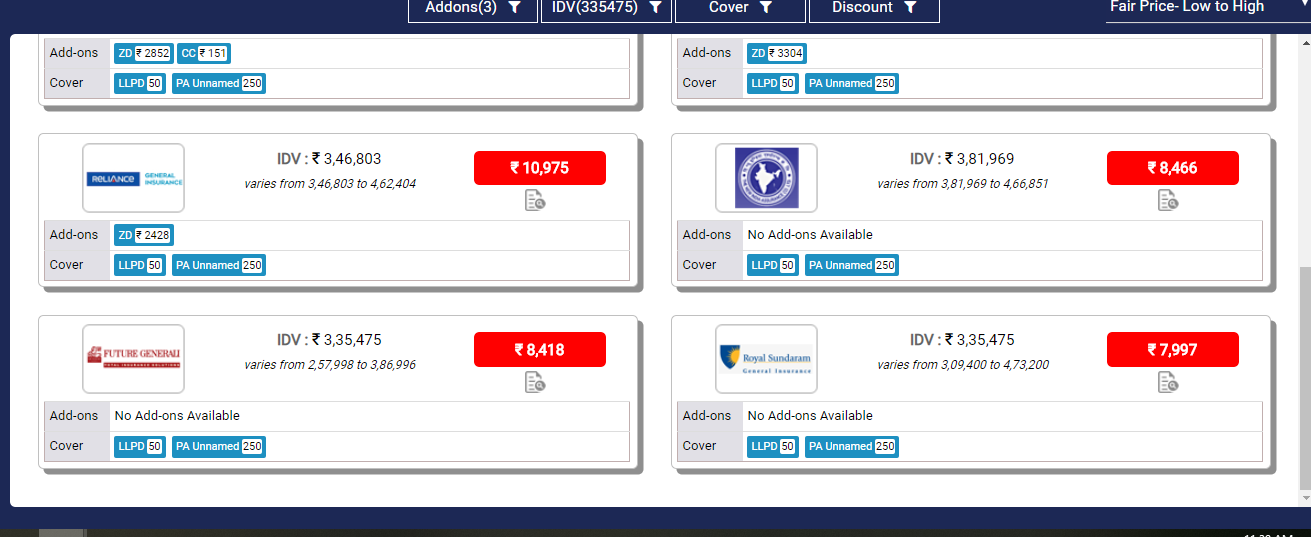 Addons(3) IDV(335475) Cover Discount Fair Price- Low to High
Add-ons ZD ₹ 2852 CC ₹ 151
Cover LLPD 50 PA Unnamed 250
Add-ons ZD ₹ 3304
Cover LLPD 50 PA Unnamed 250
RELIANCE GENERAL INSURANCE
IDV : ₹ 3,46,803
varies from 3,46,803 to 4,62,404
₹ 10,975
Add-ons ZD ₹ 2428
Cover LLPD 50 PA Unnamed 250
IDV : ₹ 3,81,969
varies from 3,81,969 to 4,66,851
₹ 8,466
Add-ons No Add-ons Available
Cover LLPD 50 PA Unnamed 250
FUTURE GENERALI
TOTAL INSURANCE SOLUTIONS
IDV : ₹ 3,35,475
varies from 2,57,998 to 3,86,996
₹ 8,418
Add-ons No Add-ons Available
Cover LLPD 50 PA Unnamed 250
Royal Sundaram
General Insurance
IDV : ₹ 3,35,475
varies from 3,09,400 to 4,73,200
₹ 7,997
Add-ons No Add-ons Available
Cover LLPD 50 PA Unnamed 250